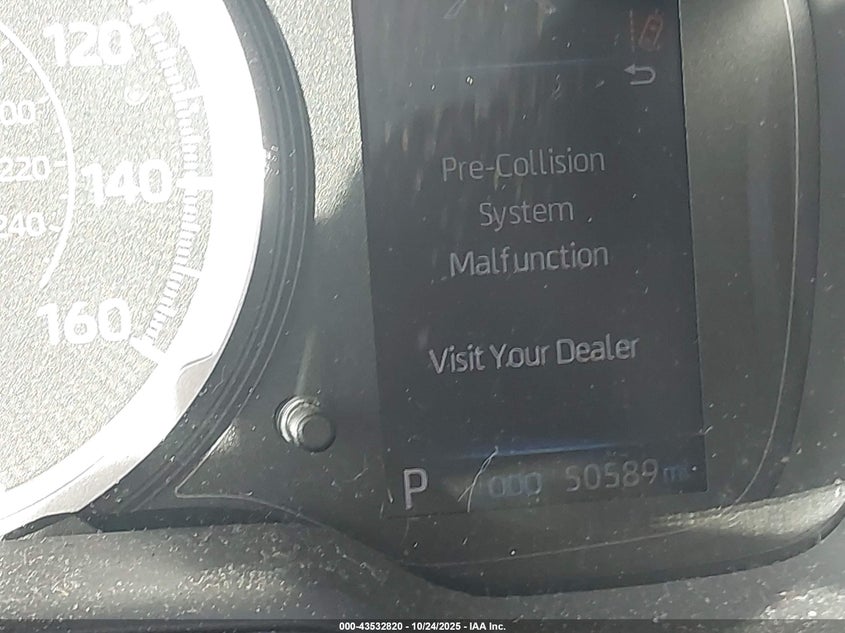 120
200
220
140
240
160
Pre-Collision
System
Malfunction
Visit Your Dealer
P 000 50589 mi
000-43532820 - 10/24/2025 - IAA Inc.